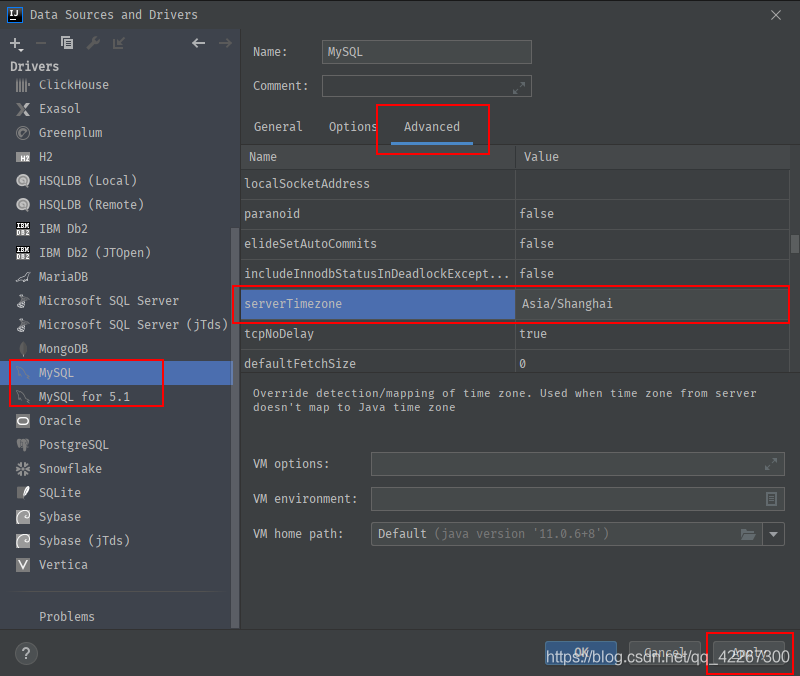 Data Sources and Drivers
Drivers
ClickHouse
Exasol
Greenplum
H2
HSQLDB (Local)
HSQLDB (Remote)
IBM Db2
IBM Db2 (JTOpen)
MariaDB
Microsoft SQL Server
Microsoft SQL Server (jTds)
MongoDB
MySQL
MySQL for 5.1
Oracle
PostgreSQL
Snowflake
SQLite
Sybase
Sybase (jTds)
Vertica
Problems
Name: MySQL
Comment:
General Options Advanced
Name Value
localSocketAddress
paranoid false
elideSetAutoCommits false
includeInnodbStatusInDeadlockExcept... false
serverTimezone Asia/Shanghai
tcpNoDelay true
defaultFetchSize 0
Override detection/mapping of time zone. Used when time zone from server
doesn't map to Java time zone
VM options:
VM environment:
VM home path: Default (java version '11.0.6+8')
? OK Cancel Apply
https://blog.csdn.net/qq_42267300